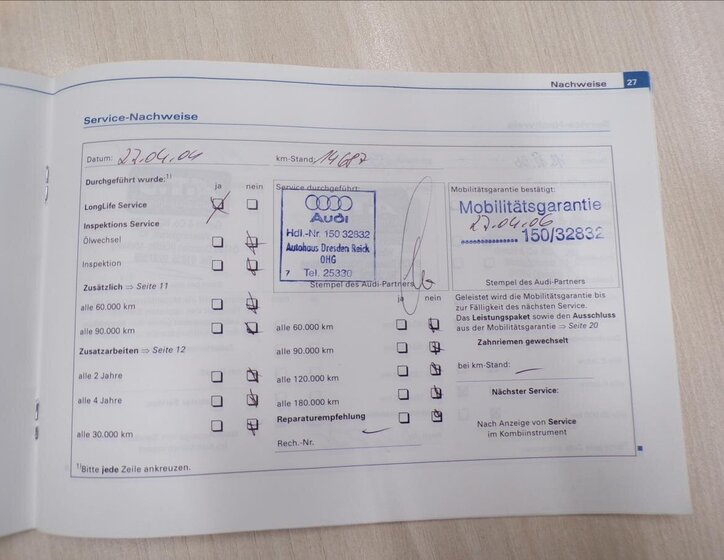 Nachweise 27
Service-Nachweise
Datum: 27.04.04 km-Stand: 14687
Durchgeführt wurde:¹⁾ ja nein
Service durchgeführt:
Mobilitätsgarantie bestätigt:
LongLife Service
Inspektions Service
Ölwechsel
Inspektion
Zusätzlich ⇒ Seite 11
alle 60.000 km
alle 90.000 km
Zusatzarbeiten ⇒ Seite 12
alle 2 Jahre
alle 4 Jahre
alle 30.000 km
¹⁾Bitte jede Zeile ankreuzen.
Audi
Hdl.-Nr. 150 32832
Autohaus Dresden Reick
OHG
7 Tel. 25330
Stempel des Audi-Partners
ja nein
alle 60.000 km
alle 90.000 km
alle 120.000 km
alle 180.000 km
Reparaturempfehlung
Rech.-Nr.
Mobilitätsgarantie
27.04.06
150/32832
Stempel des Audi-Partners
Geleistet wird die Mobilitätsgarantie bis
zur Fälligkeit des nächsten Service.
Das Leistungspaket sowie den Ausschluss
aus der Mobilitätsgarantie ⇒ Seite 20
Zahnriemen gewechselt
bei km-Stand:
Nächster Service:
Nach Anzeige von Service
im Kombiinstrument